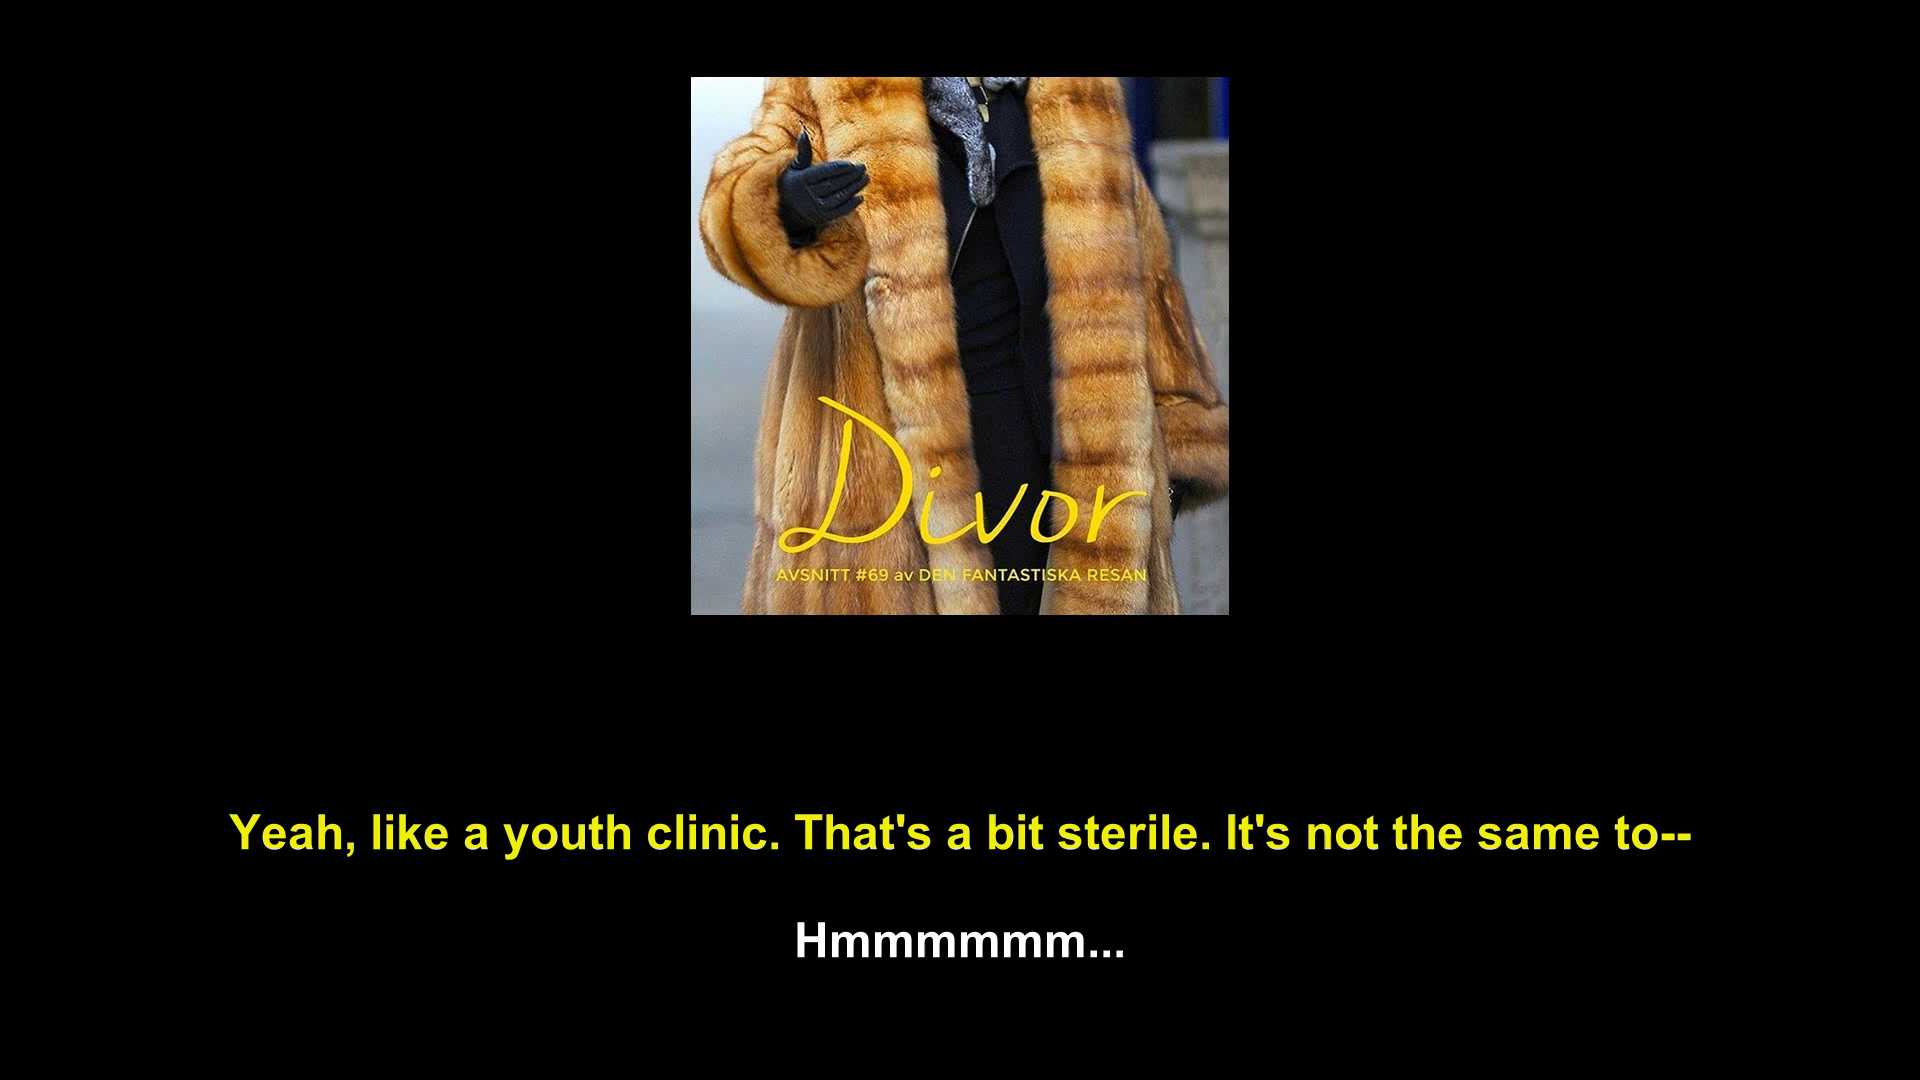 Divor
AVSNITT #69 av DEN FANTASTISKA RESAN
Yeah, like a youth clinic. That's a bit sterile. It's not the same to--
Hmmmmmm...